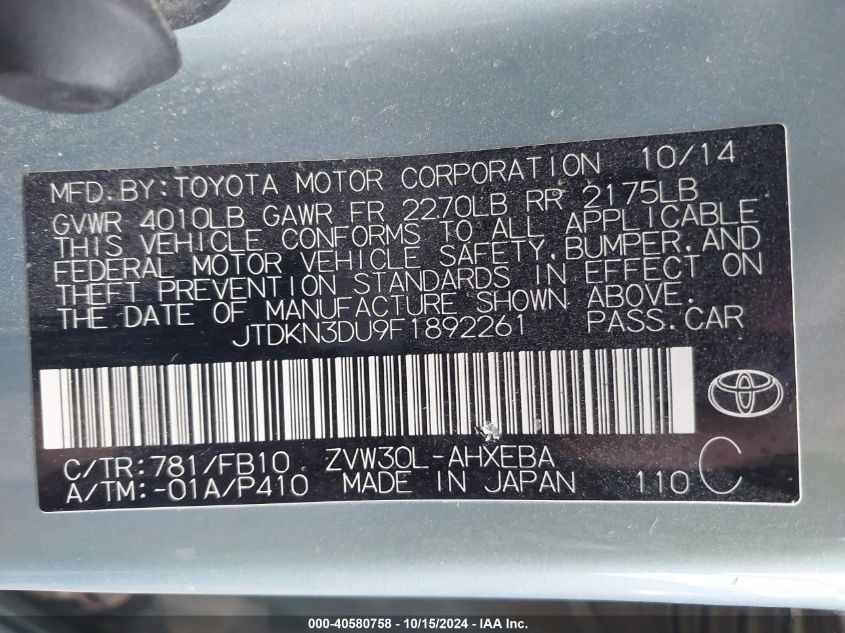 MFD. BY: TOYOTA MOTOR CORPORATION 10/14
GVWR 4010LB GAWR FR 2270LB RR 2175LB
THIS VEHICLE CONFORMS TO ALL APPLICABLE
FEDERAL MOTOR VEHICLE SAFETY, BUMPER, AND
THEFT PREVENTION STANDARDS IN EFFECT ON
THE DATE OF MANUFACTURE SHOWN ABOVE.
JTDKN3DU9F1892261 PASS. CAR
C/TR: 781/FB10 ZVW30L-AHXEBA
A/TM: -01A/P410 MADE IN JAPAN 110 C
000-40580758 - 10/15/2024 - IAA Inc.